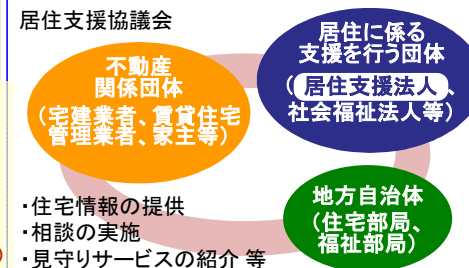 居住支援協議会
不動産
関係団体
（宅建業者、賃貸住宅
管理業者、家主等）
居住に係る
支援を行う団体
（居住支援法人、
社会福祉法人等）
地方自治体
（住宅部局、
福祉部局）
・住宅情報の提供
・相談の実施
・見守りサービスの紹介 等